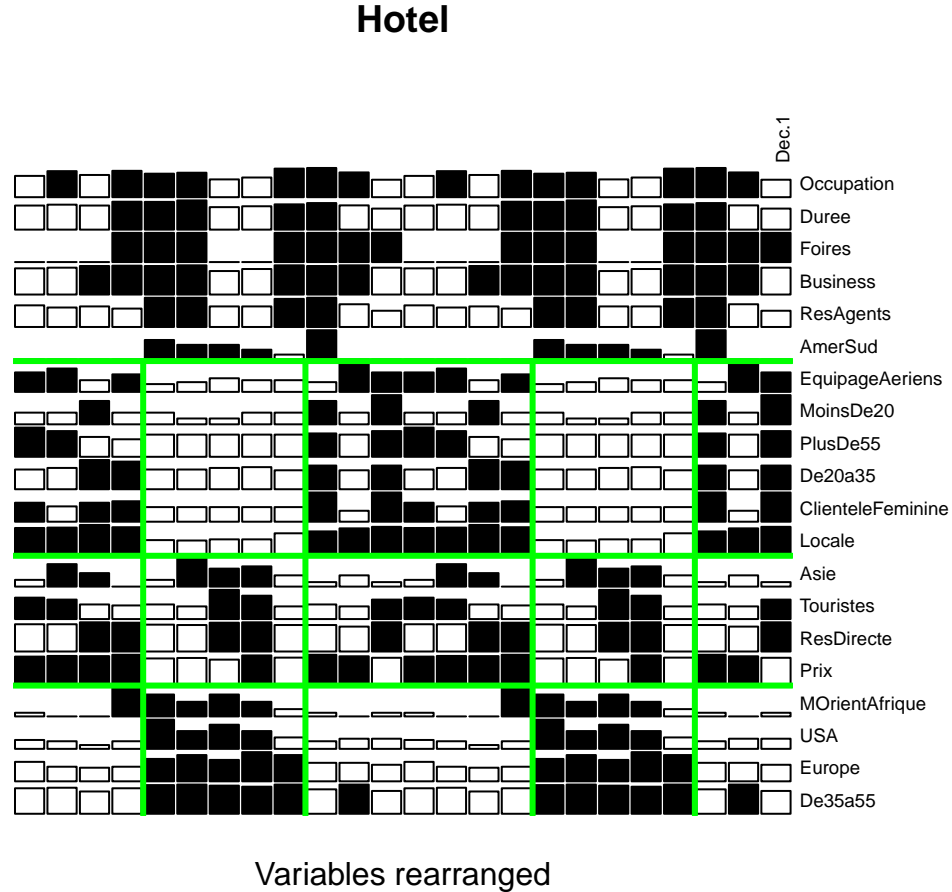 Hotel
Dec.1
Occupation
Duree
Foires
Business
ResAgents
AmerSud
EquipageAeriens
MoinsDe20
PlusDe55
De20a35
ClienteleFeminine
Locale
Asie
Touristes
ResDirecte
Prix
MOrientAfrique
USA
Europe
De35a55
Variables rearranged